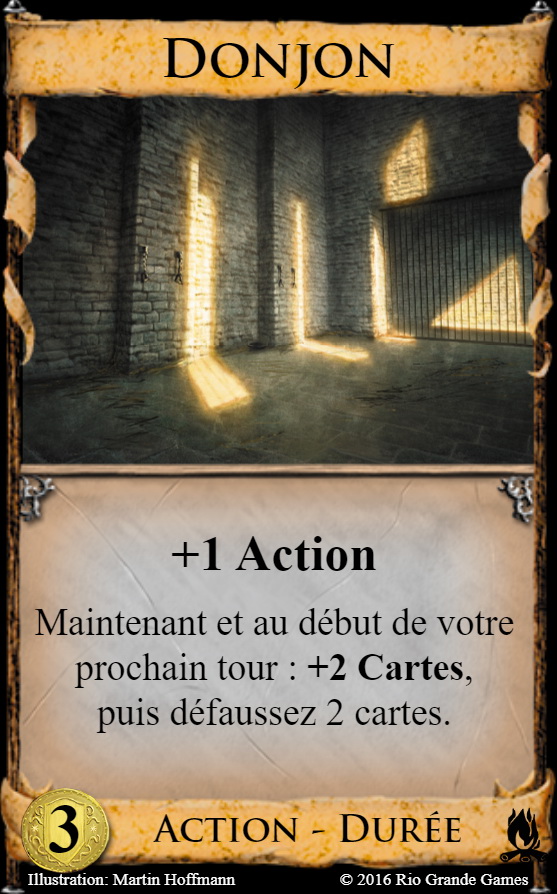 Donjon
+1 Action
Maintenant et au début de votre
prochain tour : +2 Cartes,
puis défaussez 2 cartes.
3
Action - Durée
Illustration: Martin Hoffmann
© 2016 Rio Grande Games